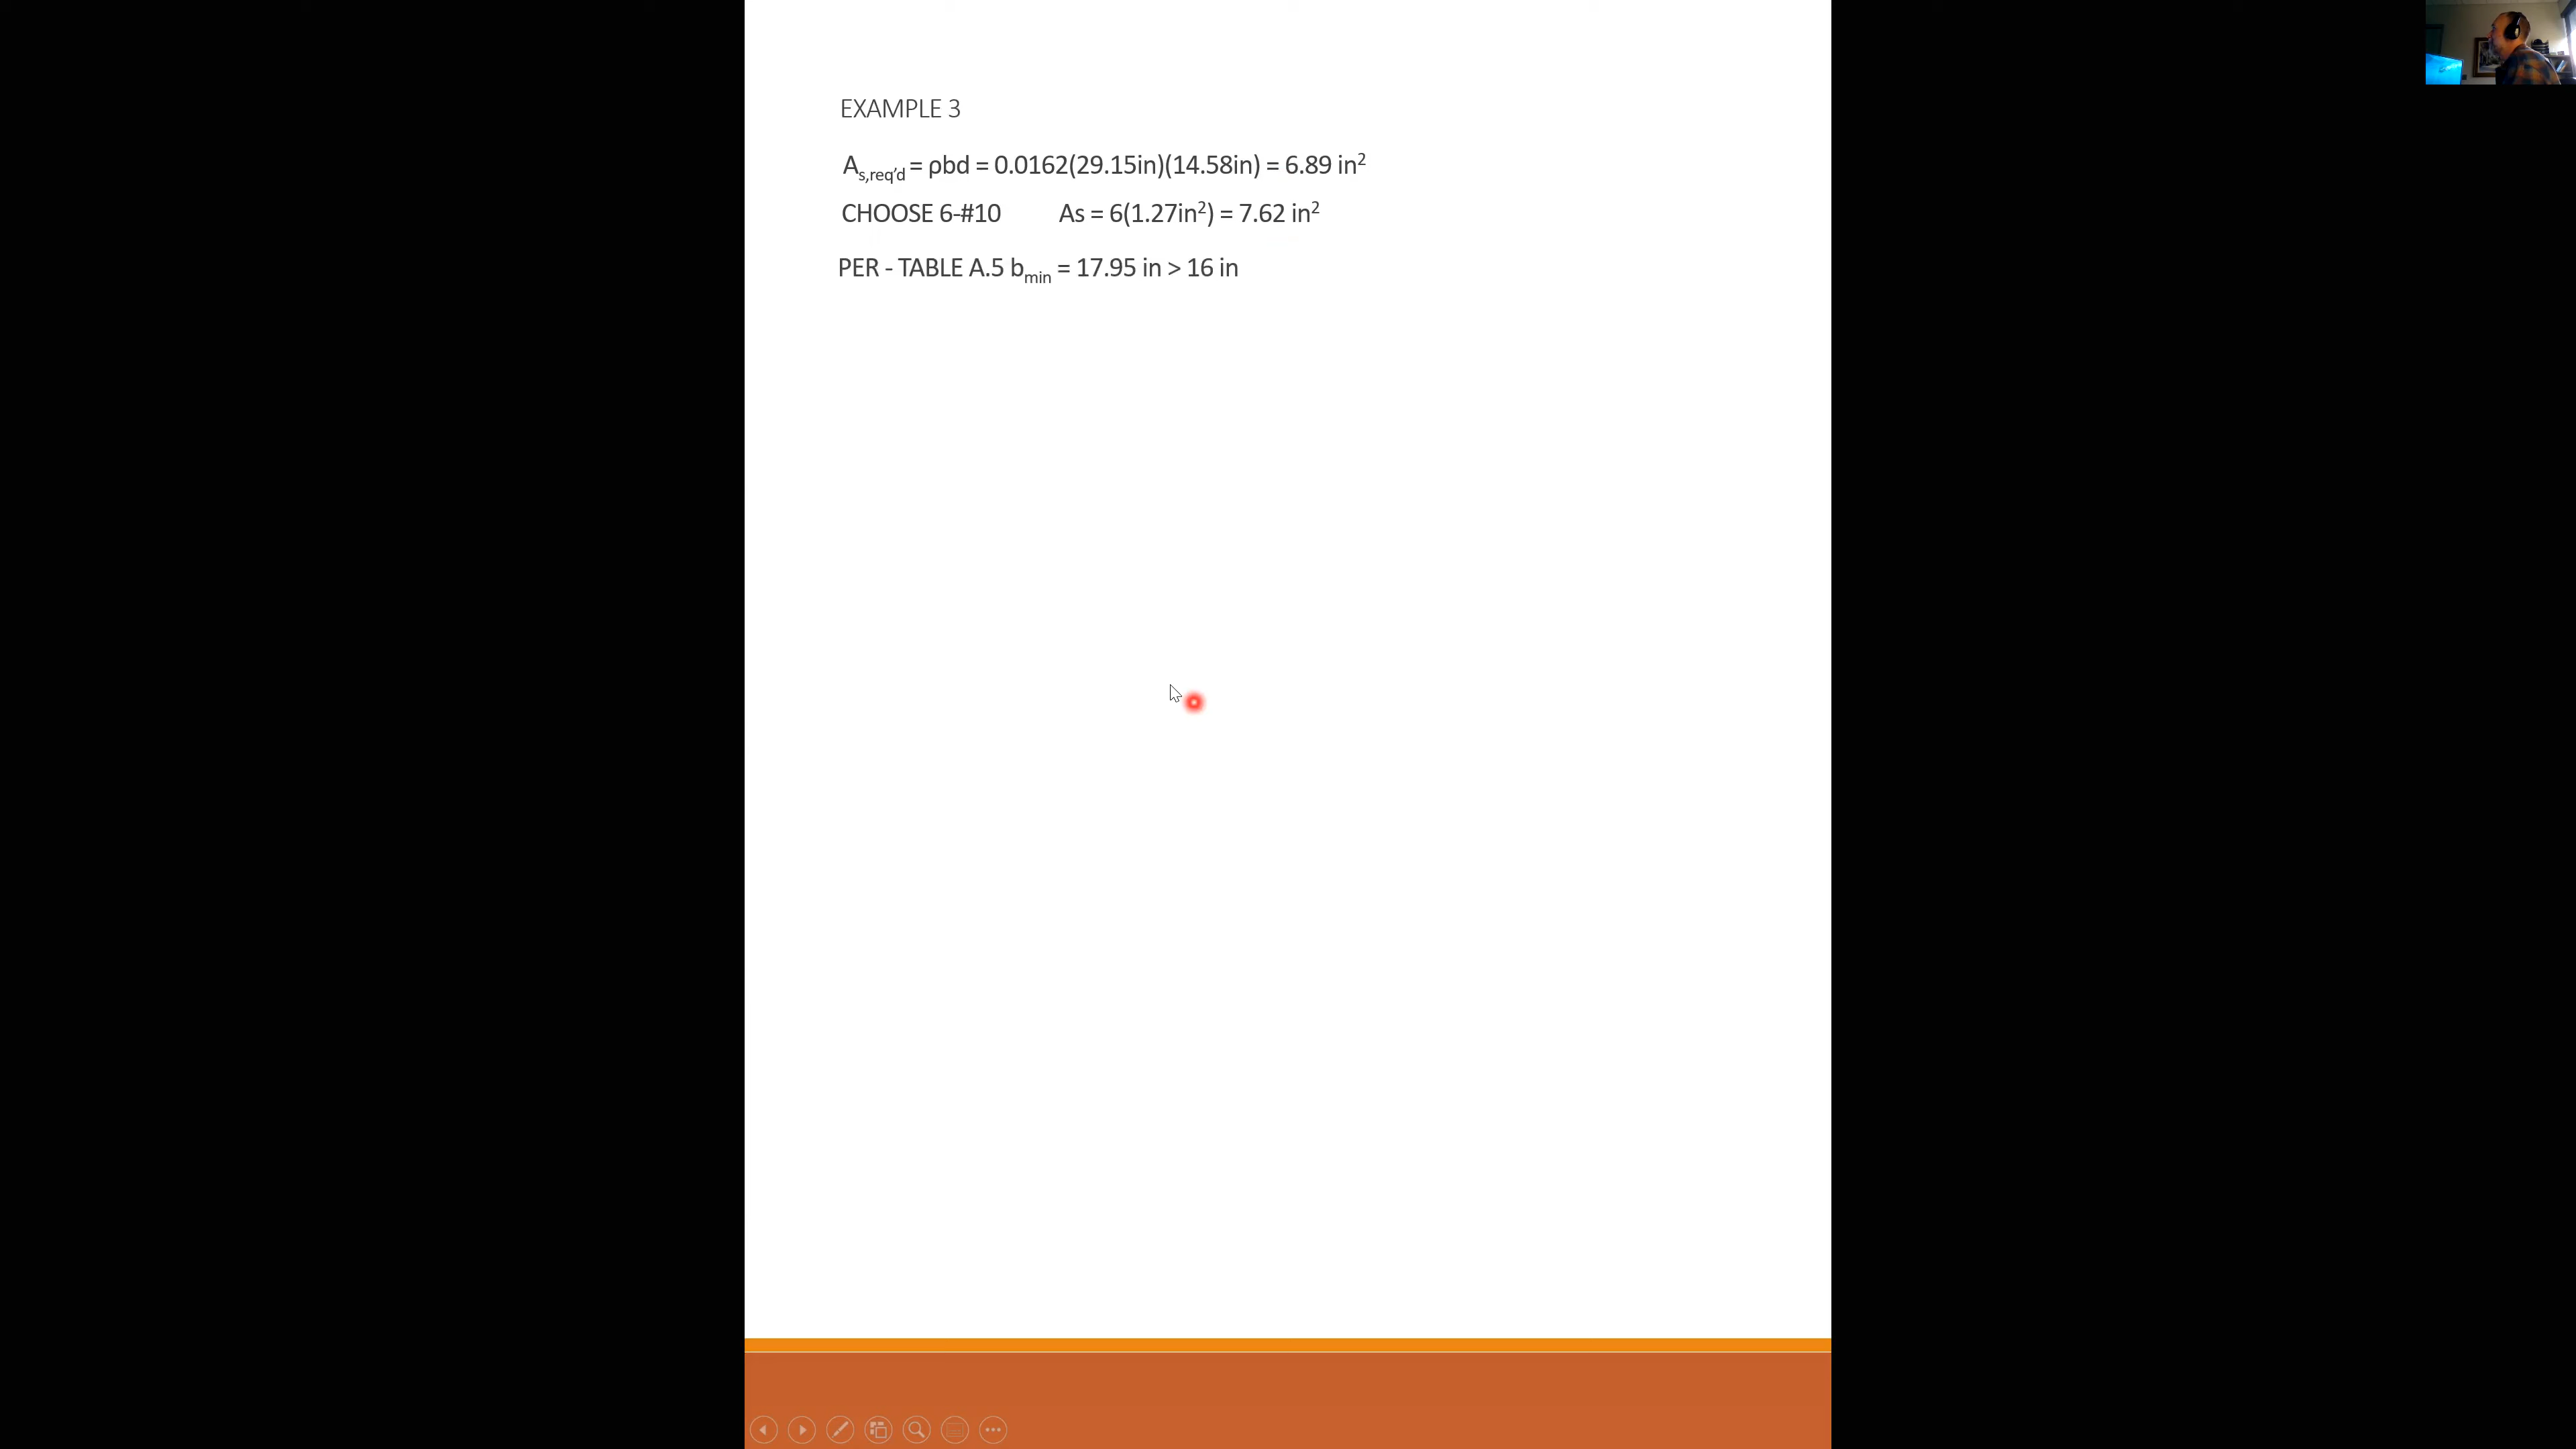 EXAMPLE 3
As,req'd = ρbd = 0.0162(29.15in)(14.58in) = 6.89 in²
CHOOSE 6-#10 As = 6(1.27in²) = 7.62 in²
PER - TABLE A.5 bmin = 17.95 in > 16 in